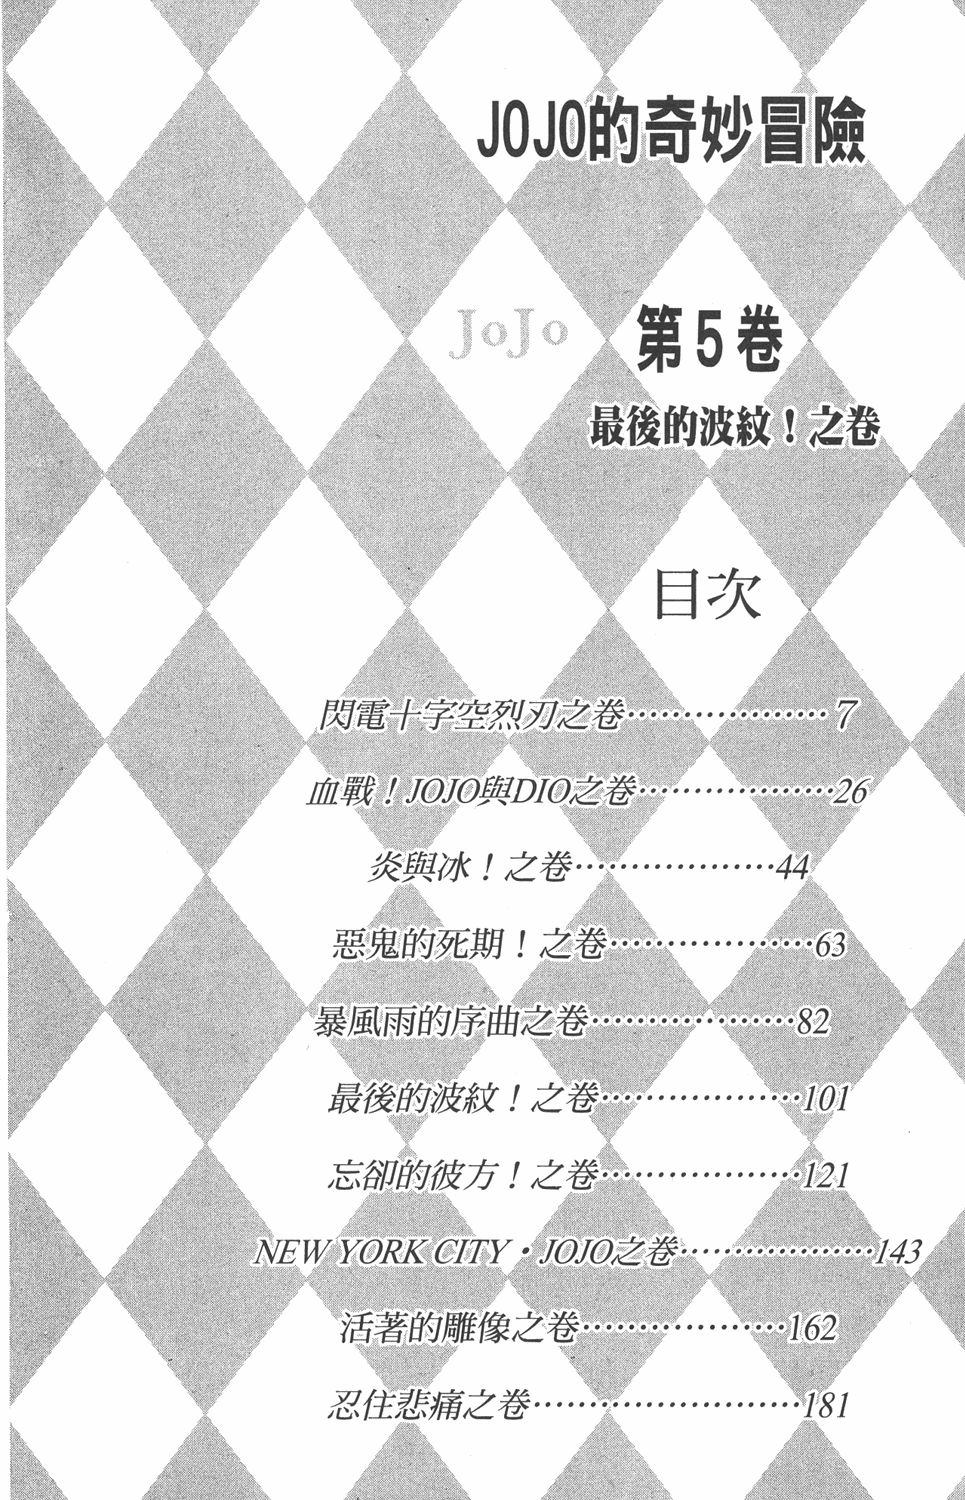 JOJO的奇妙冒險
JoJo
第5卷
最後的波紋！之卷
目次
閃電十字空烈刃之卷⋯⋯⋯⋯⋯⋯⋯7
血戰！JOJO與DIO之卷⋯⋯⋯⋯⋯⋯⋯26
炎與冰！之卷⋯⋯⋯⋯⋯⋯⋯44
惡鬼的死期！之卷⋯⋯⋯⋯⋯⋯⋯63
暴風雨的序曲之卷⋯⋯⋯⋯⋯⋯⋯82
最後的波紋！之卷⋯⋯⋯⋯⋯⋯⋯101
忘卻的彼方！之卷⋯⋯⋯⋯⋯⋯⋯121
NEW YORK CITY・JOJO之卷⋯⋯⋯⋯⋯⋯⋯143
活著的雕像之卷⋯⋯⋯⋯⋯⋯⋯162
忍住悲痛之卷⋯⋯⋯⋯⋯⋯⋯⋯⋯181